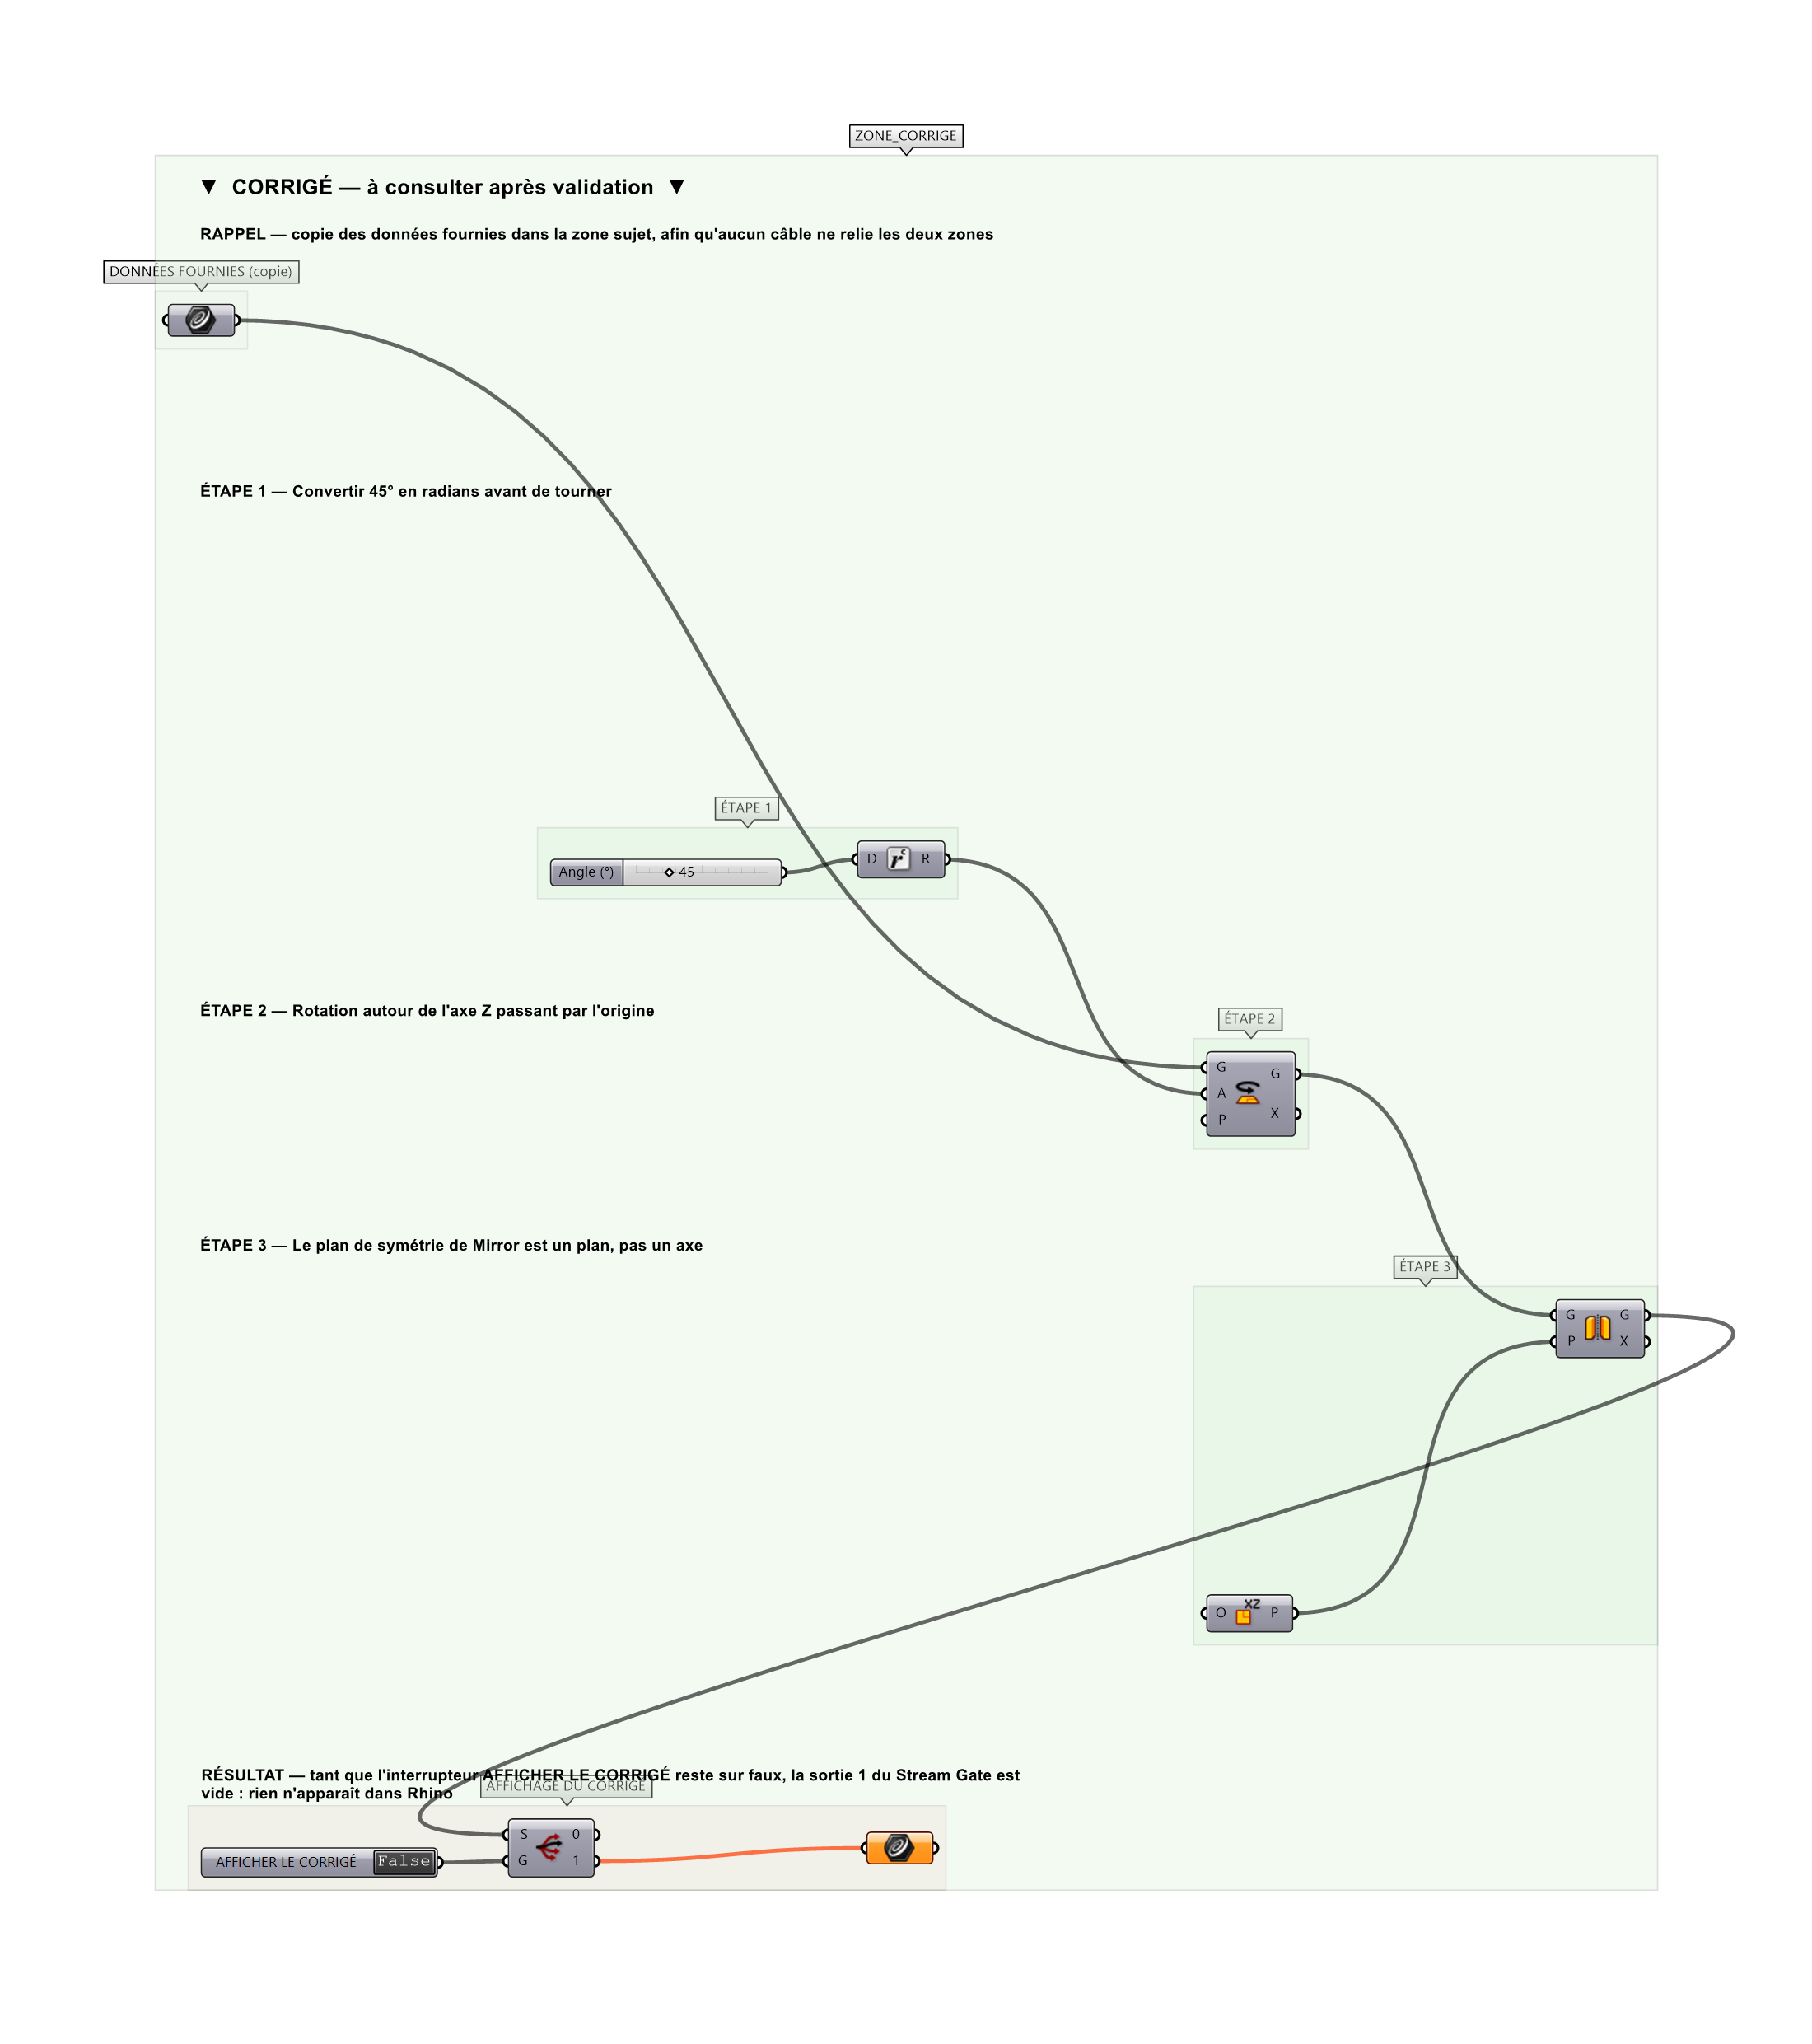 ZONE_CORRIGE
▼ CORRIGÉ — à consulter après validation ▼
RAPPEL — copie des données fournies dans la zone sujet, afin qu'aucun câble ne relie les deux zones
DONNÉES FOURNIES (copie)
ÉTAPE 1 — Convertir 45° en radians avant de tourner
ÉTAPE 1
Angle (°) 45
D r c R
ÉTAPE 2 — Rotation autour de l'axe Z passant par l'origine
ÉTAPE 2
G G
A
P X
ÉTAPE 3 — Le plan de symétrie de Mirror est un plan, pas un axe
ÉTAPE 3
G G
P X
O XZ P
RÉSULTAT — tant que l'interrupteur AFFICHER LE CORRIGÉ reste sur faux, la sortie 1 du Stream Gate est
vide : rien n'apparaît dans Rhino
AFFICHAGE DU CORRIGÉ
S 0
AFFICHER LE CORRIGÉ False G 1